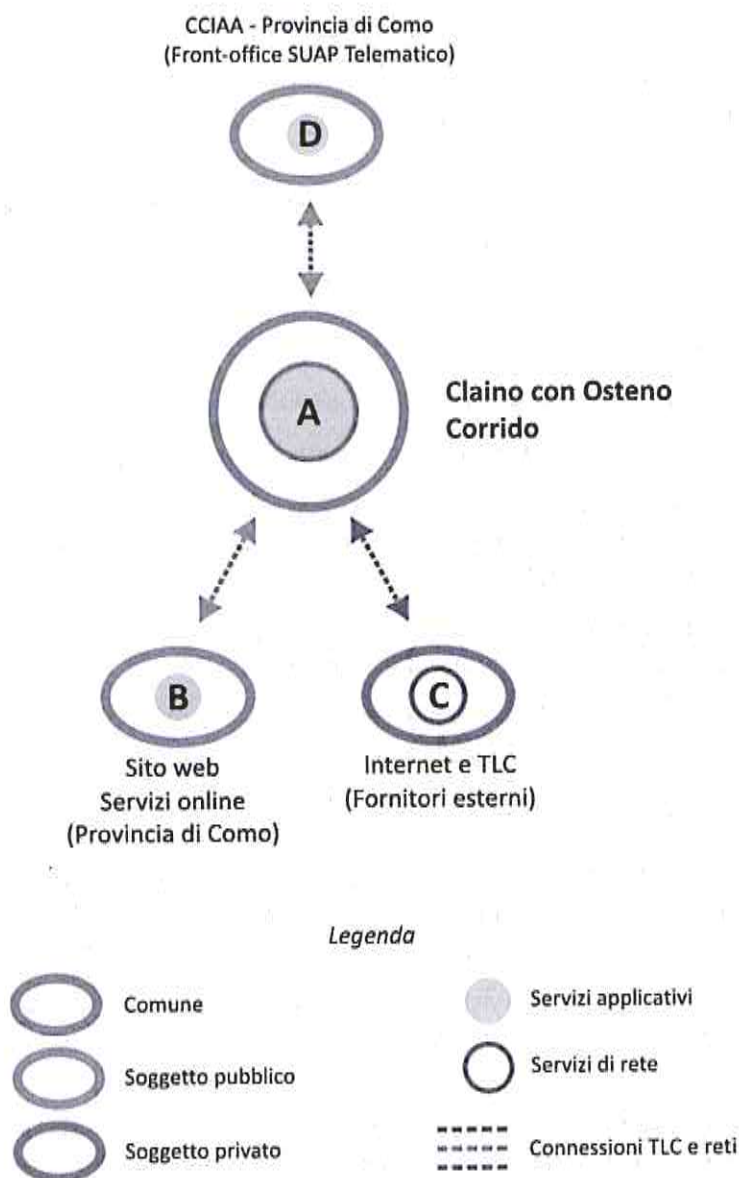 CCIAA - Provincia di Como
(Front-office SUAP Telematico)
D
A
Claino con Osteno
Corrido
B
C
Sito web
Servizi online
(Provincia di Como)
Internet e TLC
(Fornitori esterni)
Legenda
Comune
Servizi applicativi
Soggetto pubblico
Servizi di rete
Soggetto privato
Connessioni TLC e reti